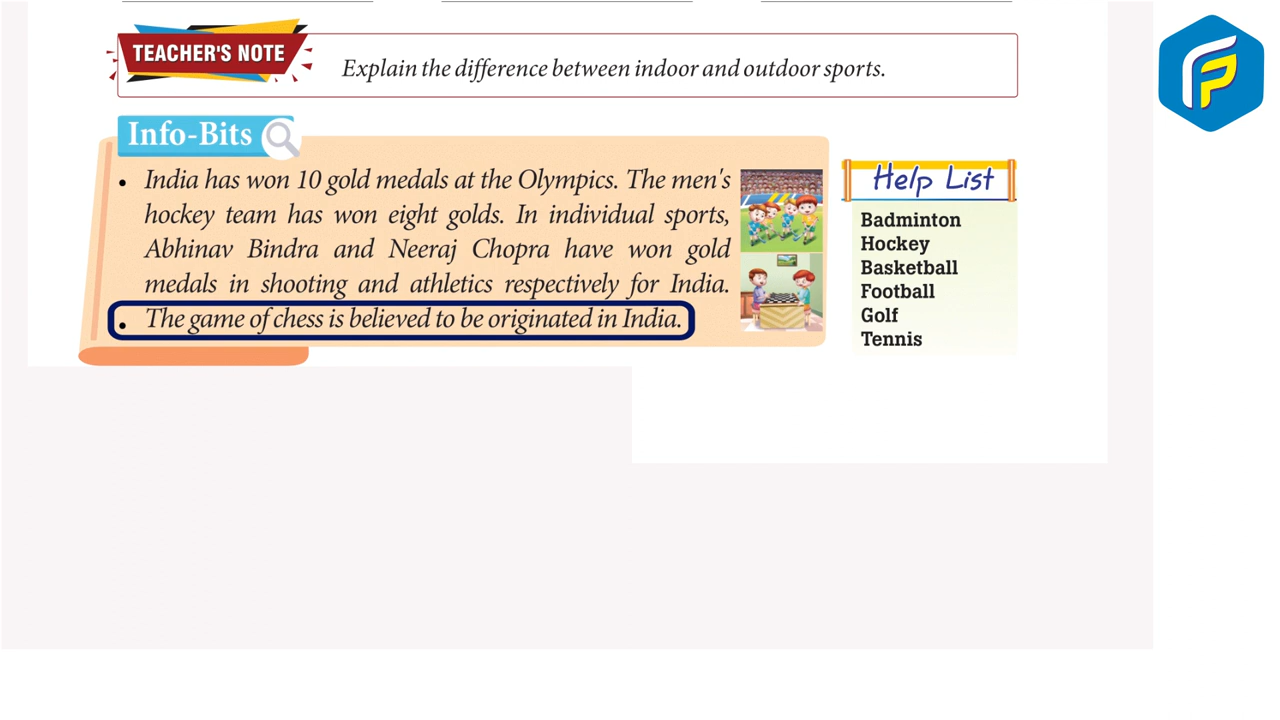 TEACHER'S NOTE
Explain the difference between indoor and outdoor sports.
Info-Bits
• India has won 10 gold medals at the Olympics. The men's
hockey team has won eight golds. In individual sports,
Abhinav Bindra and Neeraj Chopra have won gold
medals in shooting and athletics respectively for India.
• The game of chess is believed to be originated in India.
Help List
Badminton
Hockey
Basketball
Football
Golf
Tennis